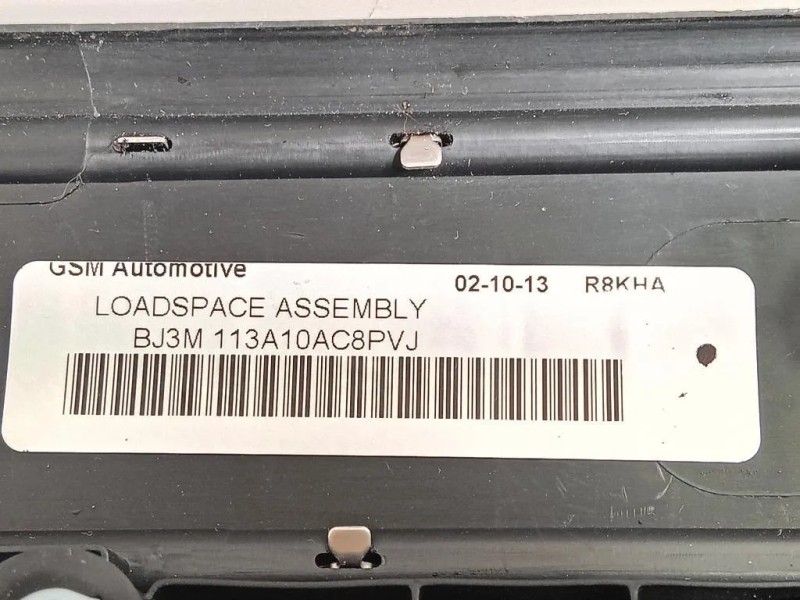 GSM Automotive 02-10-13 R8KHA
LOADSPACE ASSEMBLY
BJ3M 113A10AC8PVJ